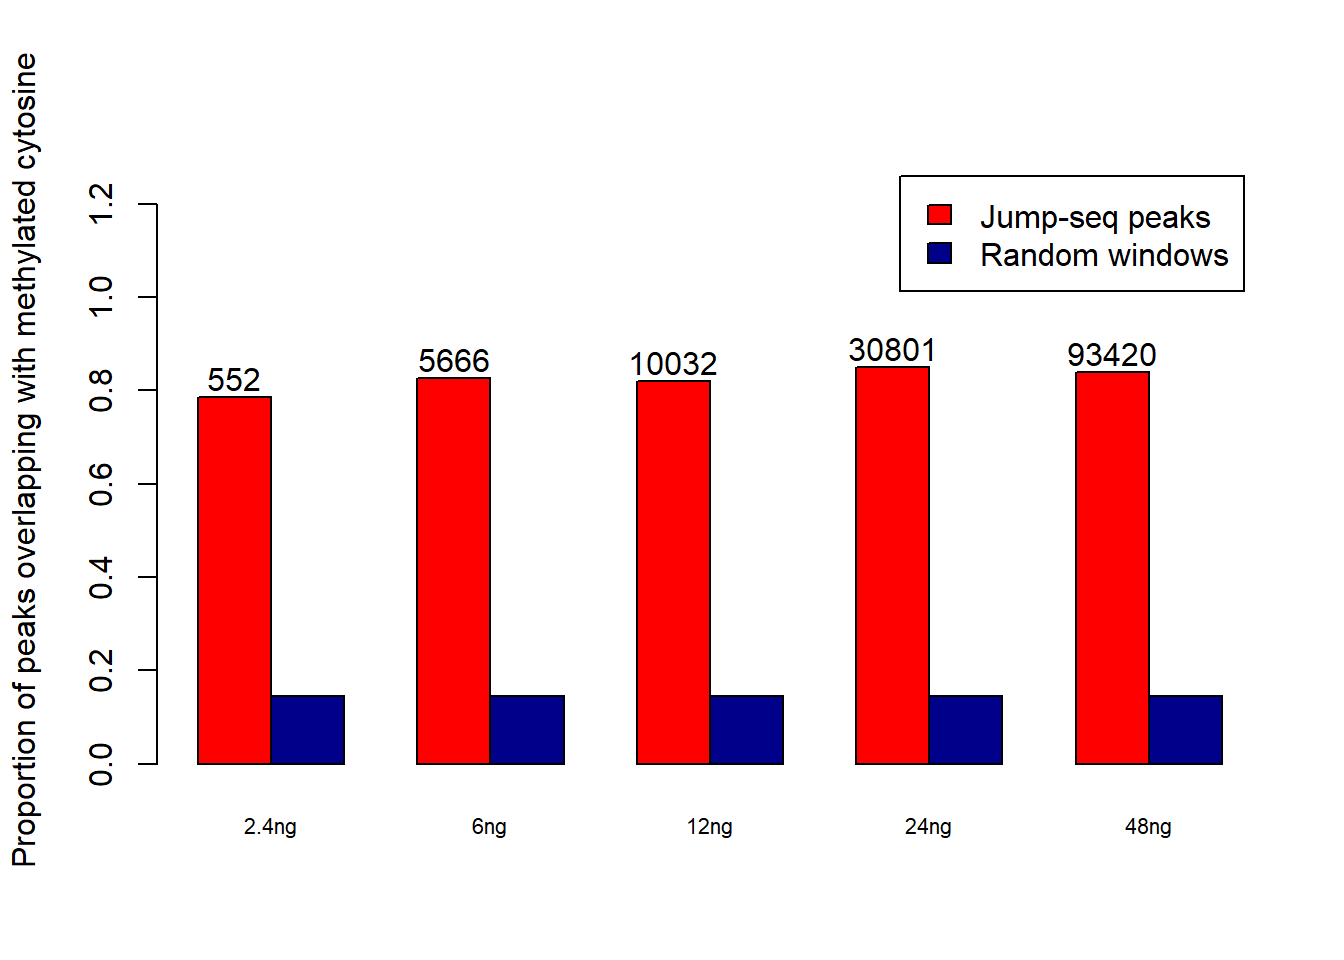 Proportion of peaks overlapping with methylated cytosine
1.2
1.0
0.8
0.6
0.4
0.2
0.0
Jump-seq peaks
Random windows
552
5666
10032
30801
93420
2.4ng
6ng
12ng
24ng
48ng